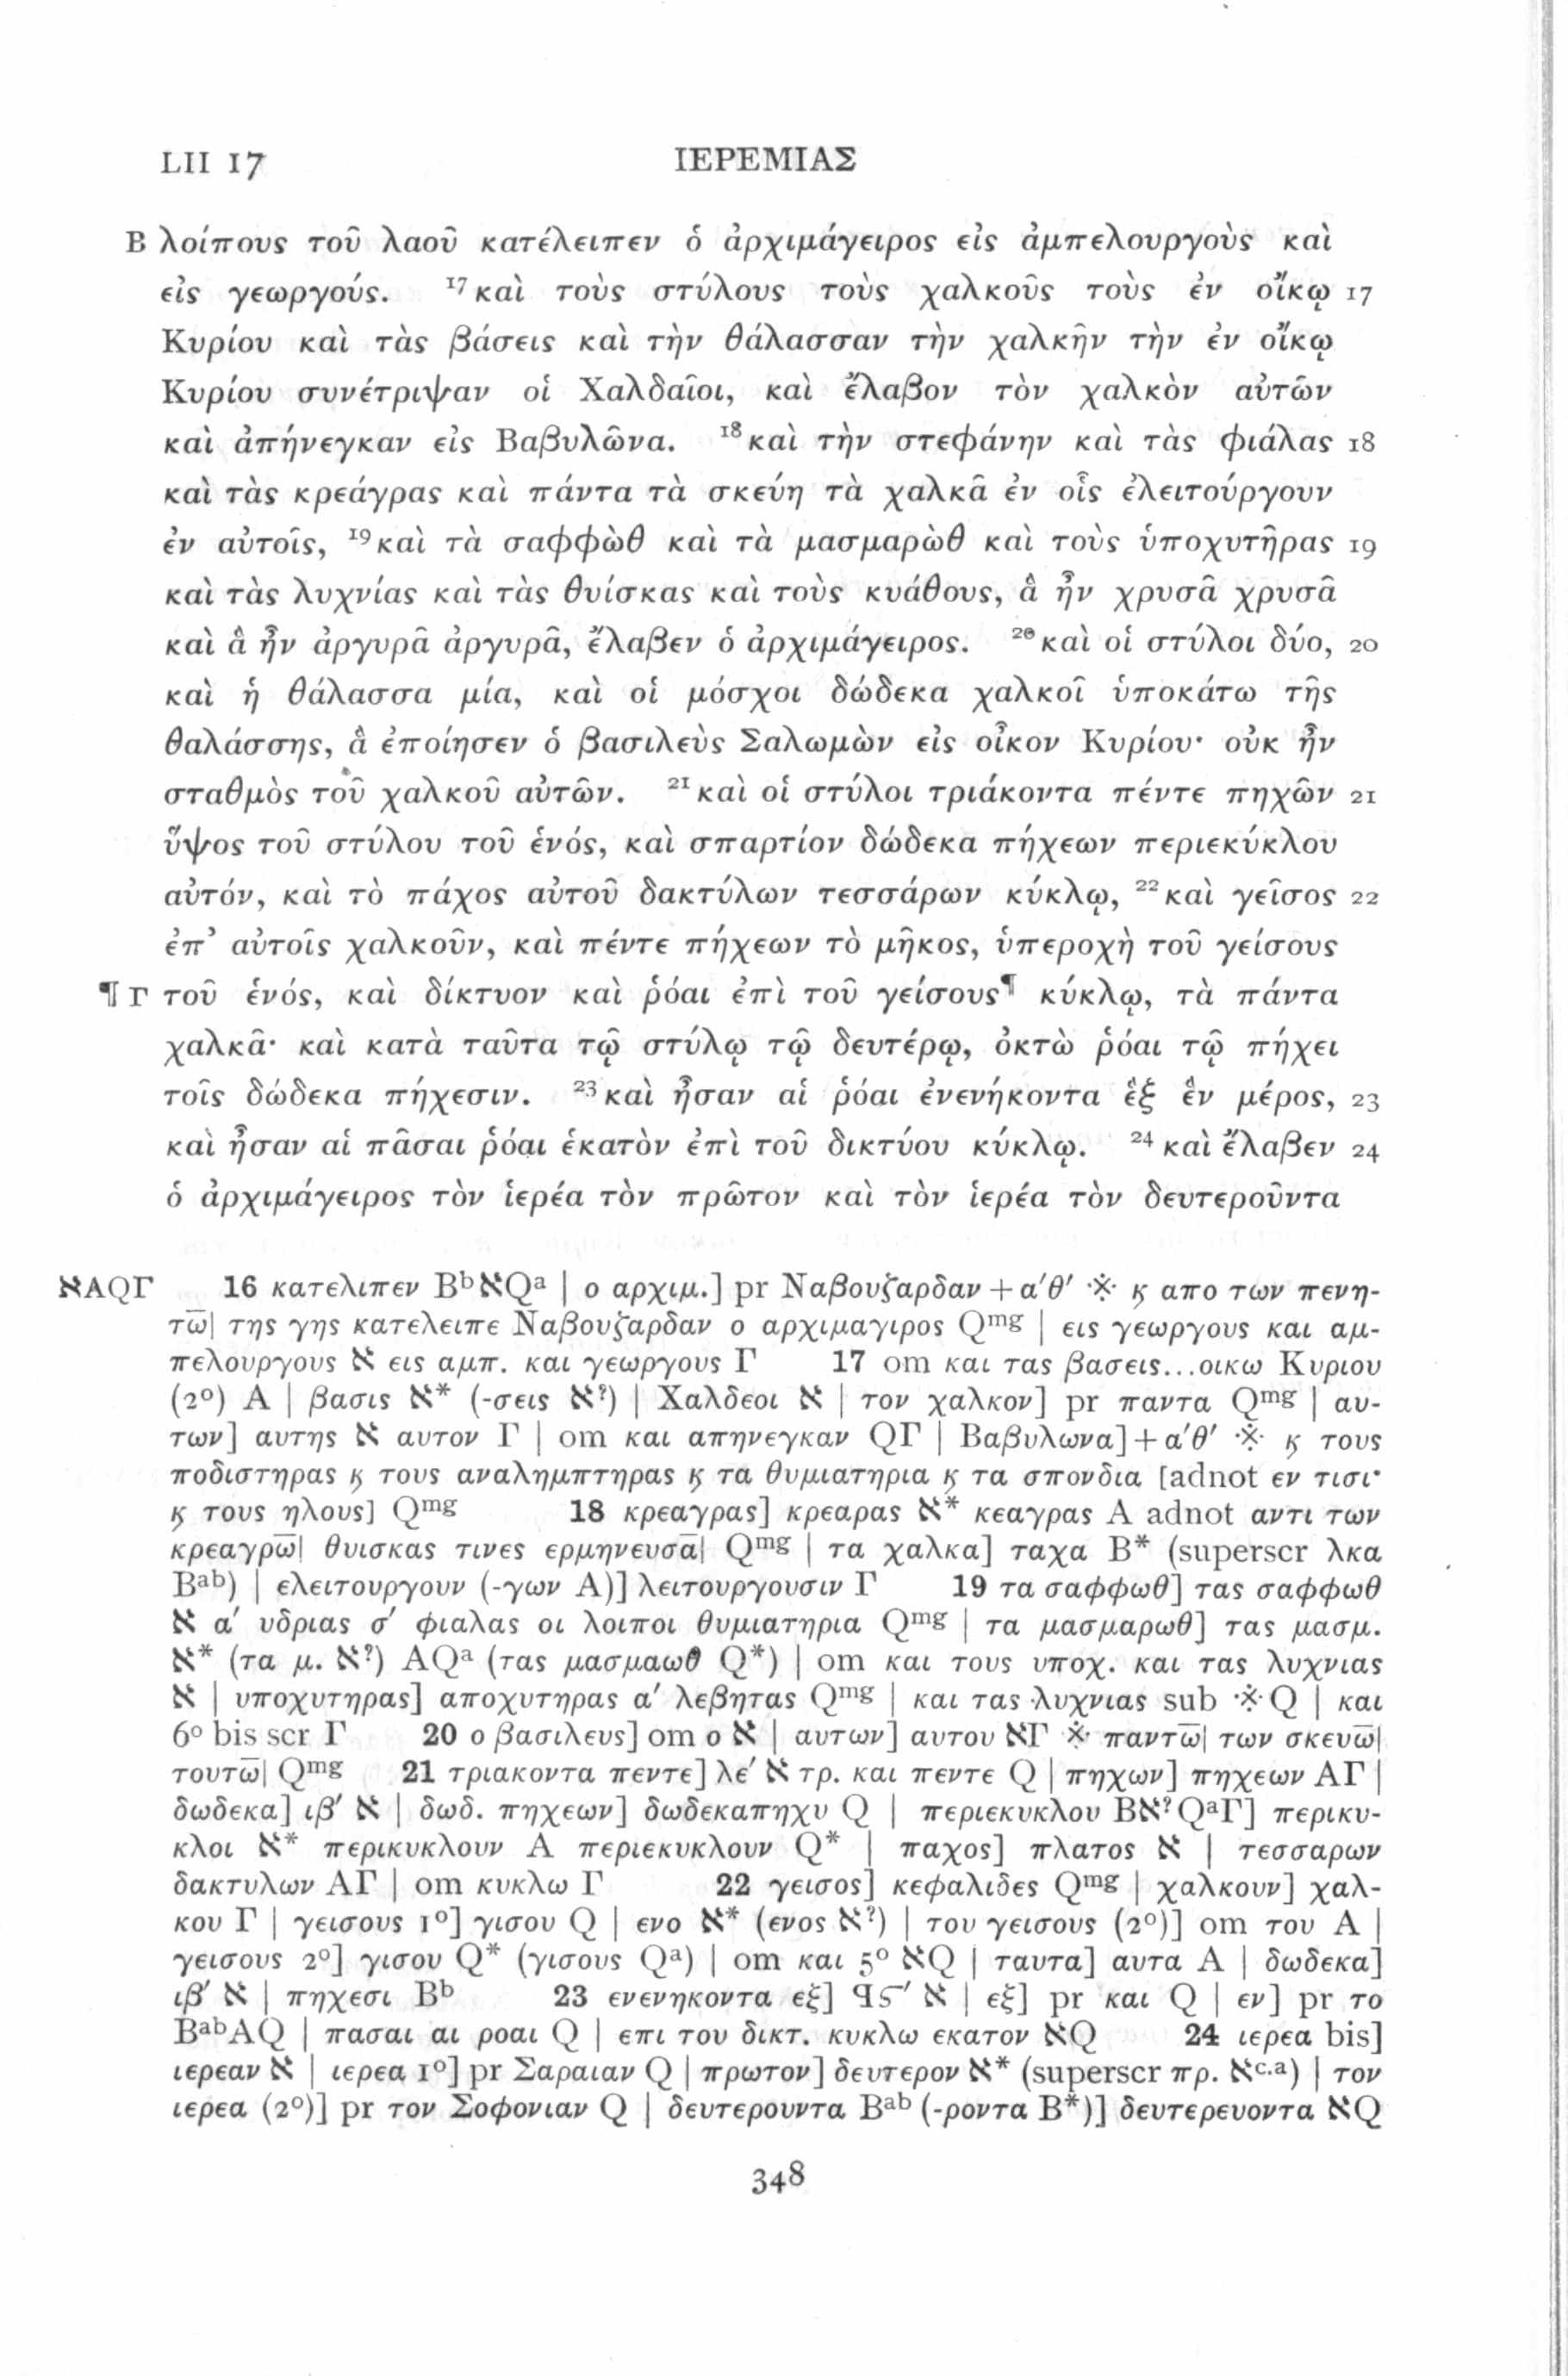 LII 17 ΙΕΡΕΜΙΑΣ
B λοίπους τοῦ λαοῦ κατέλειπεν ὁ ἀρχιμάγειρος εἰς ἀμπελουργοὺς καὶ
εἰς γεωργούς. ¹⁷καὶ τοὺς στύλους τοὺς χαλκοῦς τοὺς ἐν οἴκῳ 17
Κυρίου καὶ τὰς βάσεις καὶ τὴν θάλασσαν τὴν χαλκῆν τὴν ἐν οἴκῳ
Κυρίου συνέτριψαν οἱ Χαλδαῖοι, καὶ ἔλαβον τὸν χαλκὸν αὐτῶν
καὶ ἀπήνεγκαν εἰς Βαβυλῶνα. ¹⁸καὶ τὴν στεφάνην καὶ τὰς φιάλας 18
καὶ τὰς κρεάγρας καὶ πάντα τὰ σκεύη τὰ χαλκᾶ ἐν οἷς ἐλειτούργουν
ἐν αὐτοῖς, ¹⁹καὶ τὰ σαφφὼθ καὶ τὰ μασμαρὼθ καὶ τοὺς ὑποχυτῆρας 19
καὶ τὰς λυχνίας καὶ τὰς θυίσκας καὶ τοὺς κυάθους, ἃ ἦν χρυσᾶ χρυσᾶ
καὶ ἃ ἦν ἀργυρᾶ ἀργυρᾶ, ἔλαβεν ὁ ἀρχιμάγειρος. ²⁰καὶ οἱ στύλοι δύο, 20
καὶ ἡ θάλασσα μία, καὶ οἱ μόσχοι δώδεκα χαλκοῖ ὑποκάτω τῆς
θαλάσσης, ἃ ἐποίησεν ὁ βασιλεὺς Σαλωμὼν εἰς οἶκον Κυρίου· οὐκ ἦν
σταθμὸς τοῦ χαλκοῦ αὐτῶν. ²¹καὶ οἱ στύλοι τριάκοντα πέντε πηχῶν 21
ὕψος τοῦ στύλου τοῦ ἑνός, καὶ σπαρτίον δώδεκα πήχεων περιεκύκλου
αὐτόν, καὶ τὸ πάχος αὐτοῦ δακτύλων τεσσάρων κύκλῳ, ²²καὶ γεῖσος 22
ἐπ᾿ αὐτοῖς χαλκοῦν, καὶ πέντε πήχεων τὸ μῆκος, ὑπεροχὴ τοῦ γείσους
¶ Γ τοῦ ἑνός, καὶ δίκτυον καὶ ῥόαι ἐπὶ τοῦ γείσους¶ κύκλῳ, τὰ πάντα
χαλκᾶ· καὶ κατὰ ταῦτα τῷ στύλῳ τῷ δευτέρῳ, ὀκτὼ ῥόαι τῷ πήχει
τοῖς δώδεκα πήχεσιν. ²³καὶ ἦσαν αἱ ῥόαι ἐνενήκοντα ἓξ ἓν μέρος, 23
καὶ ἦσαν αἱ πᾶσαι ῥόαι ἑκατὸν ἐπὶ τοῦ δικτύου κύκλῳ. ²⁴καὶ ἔλαβεν 24
ὁ ἀρχιμάγειρος τὸν ἱερέα τὸν πρῶτον καὶ τὸν ἱερέα τὸν δευτεροῦντα
ℵAQΓ 16 κατελιπεν Bᵇ ℵQᵃ | ο αρχιμ.] pr Ναβουζαρδαν + α′θ′ ※ ϗ απο των πενη-
τω̅| της γης κατελειπε Ναβουζαρδαν ο αρχιμαγιρος Qᵐᵍ | εις γεωργους και αμ-
πελουργους ℵ εις αμπ. και γεωργους Γ 17 om και τας βασεις...οικω Κυριου
(2°) A | βασις ℵ* (-σεις ℵ?) | Χαλδεοι ℵ | τον χαλκον] pr παντα Qᵐᵍ | αυ-
των] αυτης ℵ αυτον Γ | om και απηνεγκαν QΓ | Βαβυλωνα] + α′θ′ ※ ϗ τους
ποδιστηρας ϗ τους αναλημπτηρας ϗ τα θυμιατηρια ϗ τα σπονδια [adnot εν τισι·
ϗ τους ηλους] Qᵐᵍ 18 κρεαγρας] κρεαρας ℵ* κεαγρας A adnot αντι των
κρεαγρω̅| θυισκας τινες ερμηνευσα̅| Qᵐᵍ | τα χαλκα] ταχα B* (superscr λκα
Bᵃᵇ) | ελειτουργουν (-γων A)] λειτουργουσιν Γ 19 τα σαφφωθ] τας σαφφωθ
ℵ α′ υδριας σ′ φιαλας οι λοιποι θυμιατηρια Qᵐᵍ | τα μασμαρωθ] τας μασμ.
ℵ* (τα μ. ℵ?) AQᵃ (τας μασμαωθ Q*) | om και τους υποχ. και τας λυχνιας
ℵ | υποχυτηρας] αποχυτηρας α′ λεβητας Qᵐᵍ | και τας λυχνιας sub ※ Q | και
6° bis scr Γ 20 ο βασιλευς] om ο ℵ | αυτων] αυτου ℵΓ ※ παντω̅| των σκευω̅|
τουτω̅| Qᵐᵍ 21 τριακοντα πεντε] λε′ ℵ τρ. και πεντε Q | πηχων] πηχεων AΓ |
δωδεκα] ιβ′ ℵ | δωδ. πηχεων] δωδεκαπηχυ Q | περιεκυκλου Bℵ?QᵃΓ] περικυ-
κλοι ℵ* περικυκλουν A περιεκυκλουν Q* | παχος] πλατος ℵ | τεσσαρων
δακτυλων AΓ | om κυκλω Γ 22 γεισος] κεφαλιδες Qᵐᵍ | χαλκουν] χαλ-
κου Γ | γεισους 1°] γισου Q | ενο ℵ* (ενος ℵ?) | του γεισους (2°)] om του A |
γεισους 2°] γισου Q* (γισους Qᵃ) | om και 5° ℵQ | ταυτα] αυτα A | δωδεκα]
ιβ′ ℵ | πηχεσι Bᵇ 23 ενενηκοντα εξ] ϥϛ′ ℵ | εξ] pr και Q | εν] pr το
BᵃᵇAQ | πασαι αι ροαι Q | επι του δικτ. κυκλω εκατον ℵQ 24 ιερεα bis]
ιερεαν ℵ | ιερεα 1°] pr Σαραιαν Q | πρωτον] δευτερον ℵ* (superscr πρ. ℵᶜ·ᵃ) | τον
ιερεα (2°)] pr τον Σοφονιαν Q | δευτερουντα Bᵃᵇ (-ροντα B*)] δευτερευοντα ℵQ
348